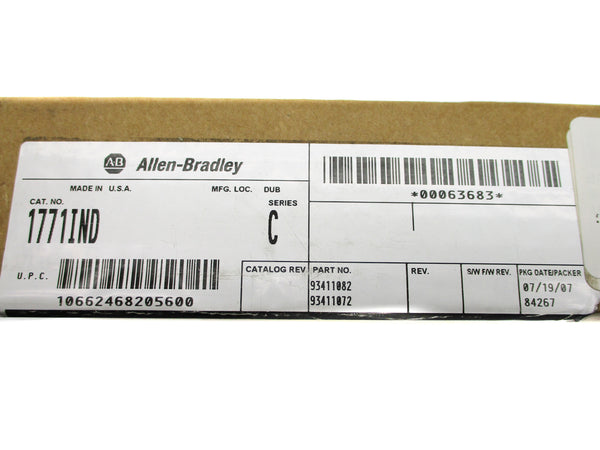 AB Allen-Bradley
MADE IN U.S.A. MFG. LOC. DUB
CAT. NO. SERIES
1771IND C
U.P.C.
10662468205600
*00063683*
CATALOG REV PART NO. REV. S/W F/W REV. PKG DATE/PACKER
93411082 07/19/07
93411072 84267